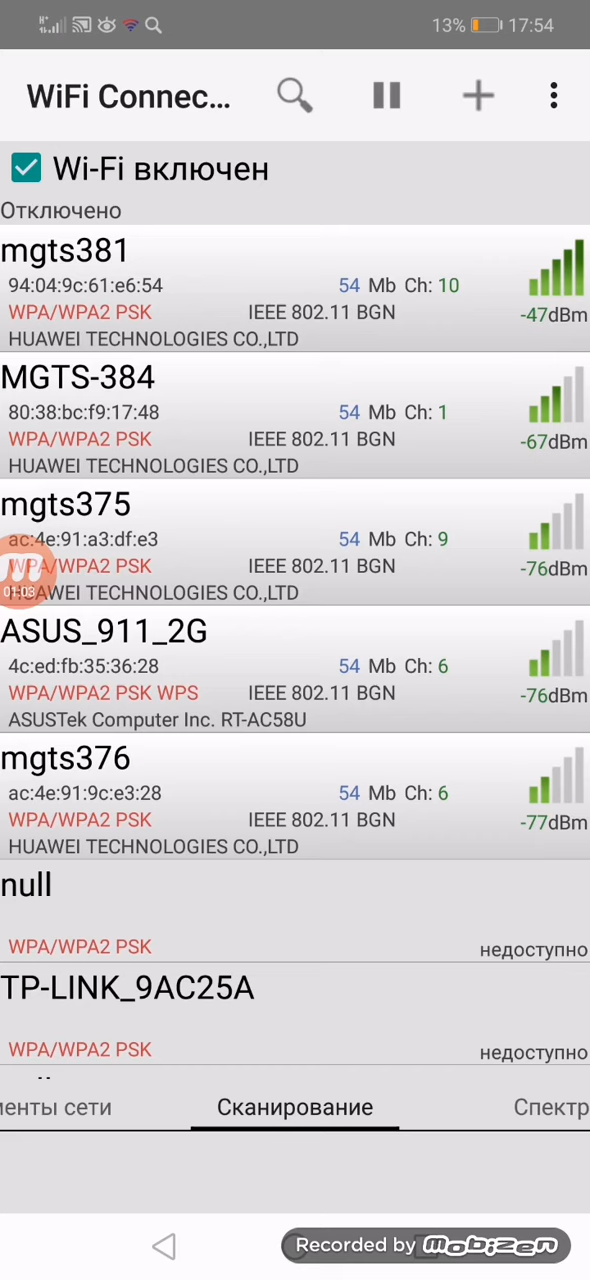 13% 17:54
WiFi Connec...
Wi-Fi включен
Отключено
mgts381
94:04:9c:61:e6:54 54 Mb Ch: 10
WPA/WPA2 PSK IEEE 802.11 BGN -47dBm
HUAWEI TECHNOLOGIES CO.,LTD
MGTS-384
80:38:bc:f9:17:48 54 Mb Ch: 1
WPA/WPA2 PSK IEEE 802.11 BGN -67dBm
HUAWEI TECHNOLOGIES CO.,LTD
mgts375
ac:4e:91:a3:df:e3 54 Mb Ch: 9
WPA/WPA2 PSK IEEE 802.11 BGN -76dBm
01:03
HUAWEI TECHNOLOGIES CO.,LTD
ASUS_911_2G
4c:ed:fb:35:36:28 54 Mb Ch: 6
WPA/WPA2 PSK WPS IEEE 802.11 BGN -76dBm
ASUSTek Computer Inc. RT-AC58U
mgts376
ac:4e:91:9c:e3:28 54 Mb Ch: 6
WPA/WPA2 PSK IEEE 802.11 BGN -77dBm
HUAWEI TECHNOLOGIES CO.,LTD
null
WPA/WPA2 PSK недоступно
TP-LINK_9AC25A
WPA/WPA2 PSK недоступно
менты сети Сканирование Спектр
Recorded by mobizen